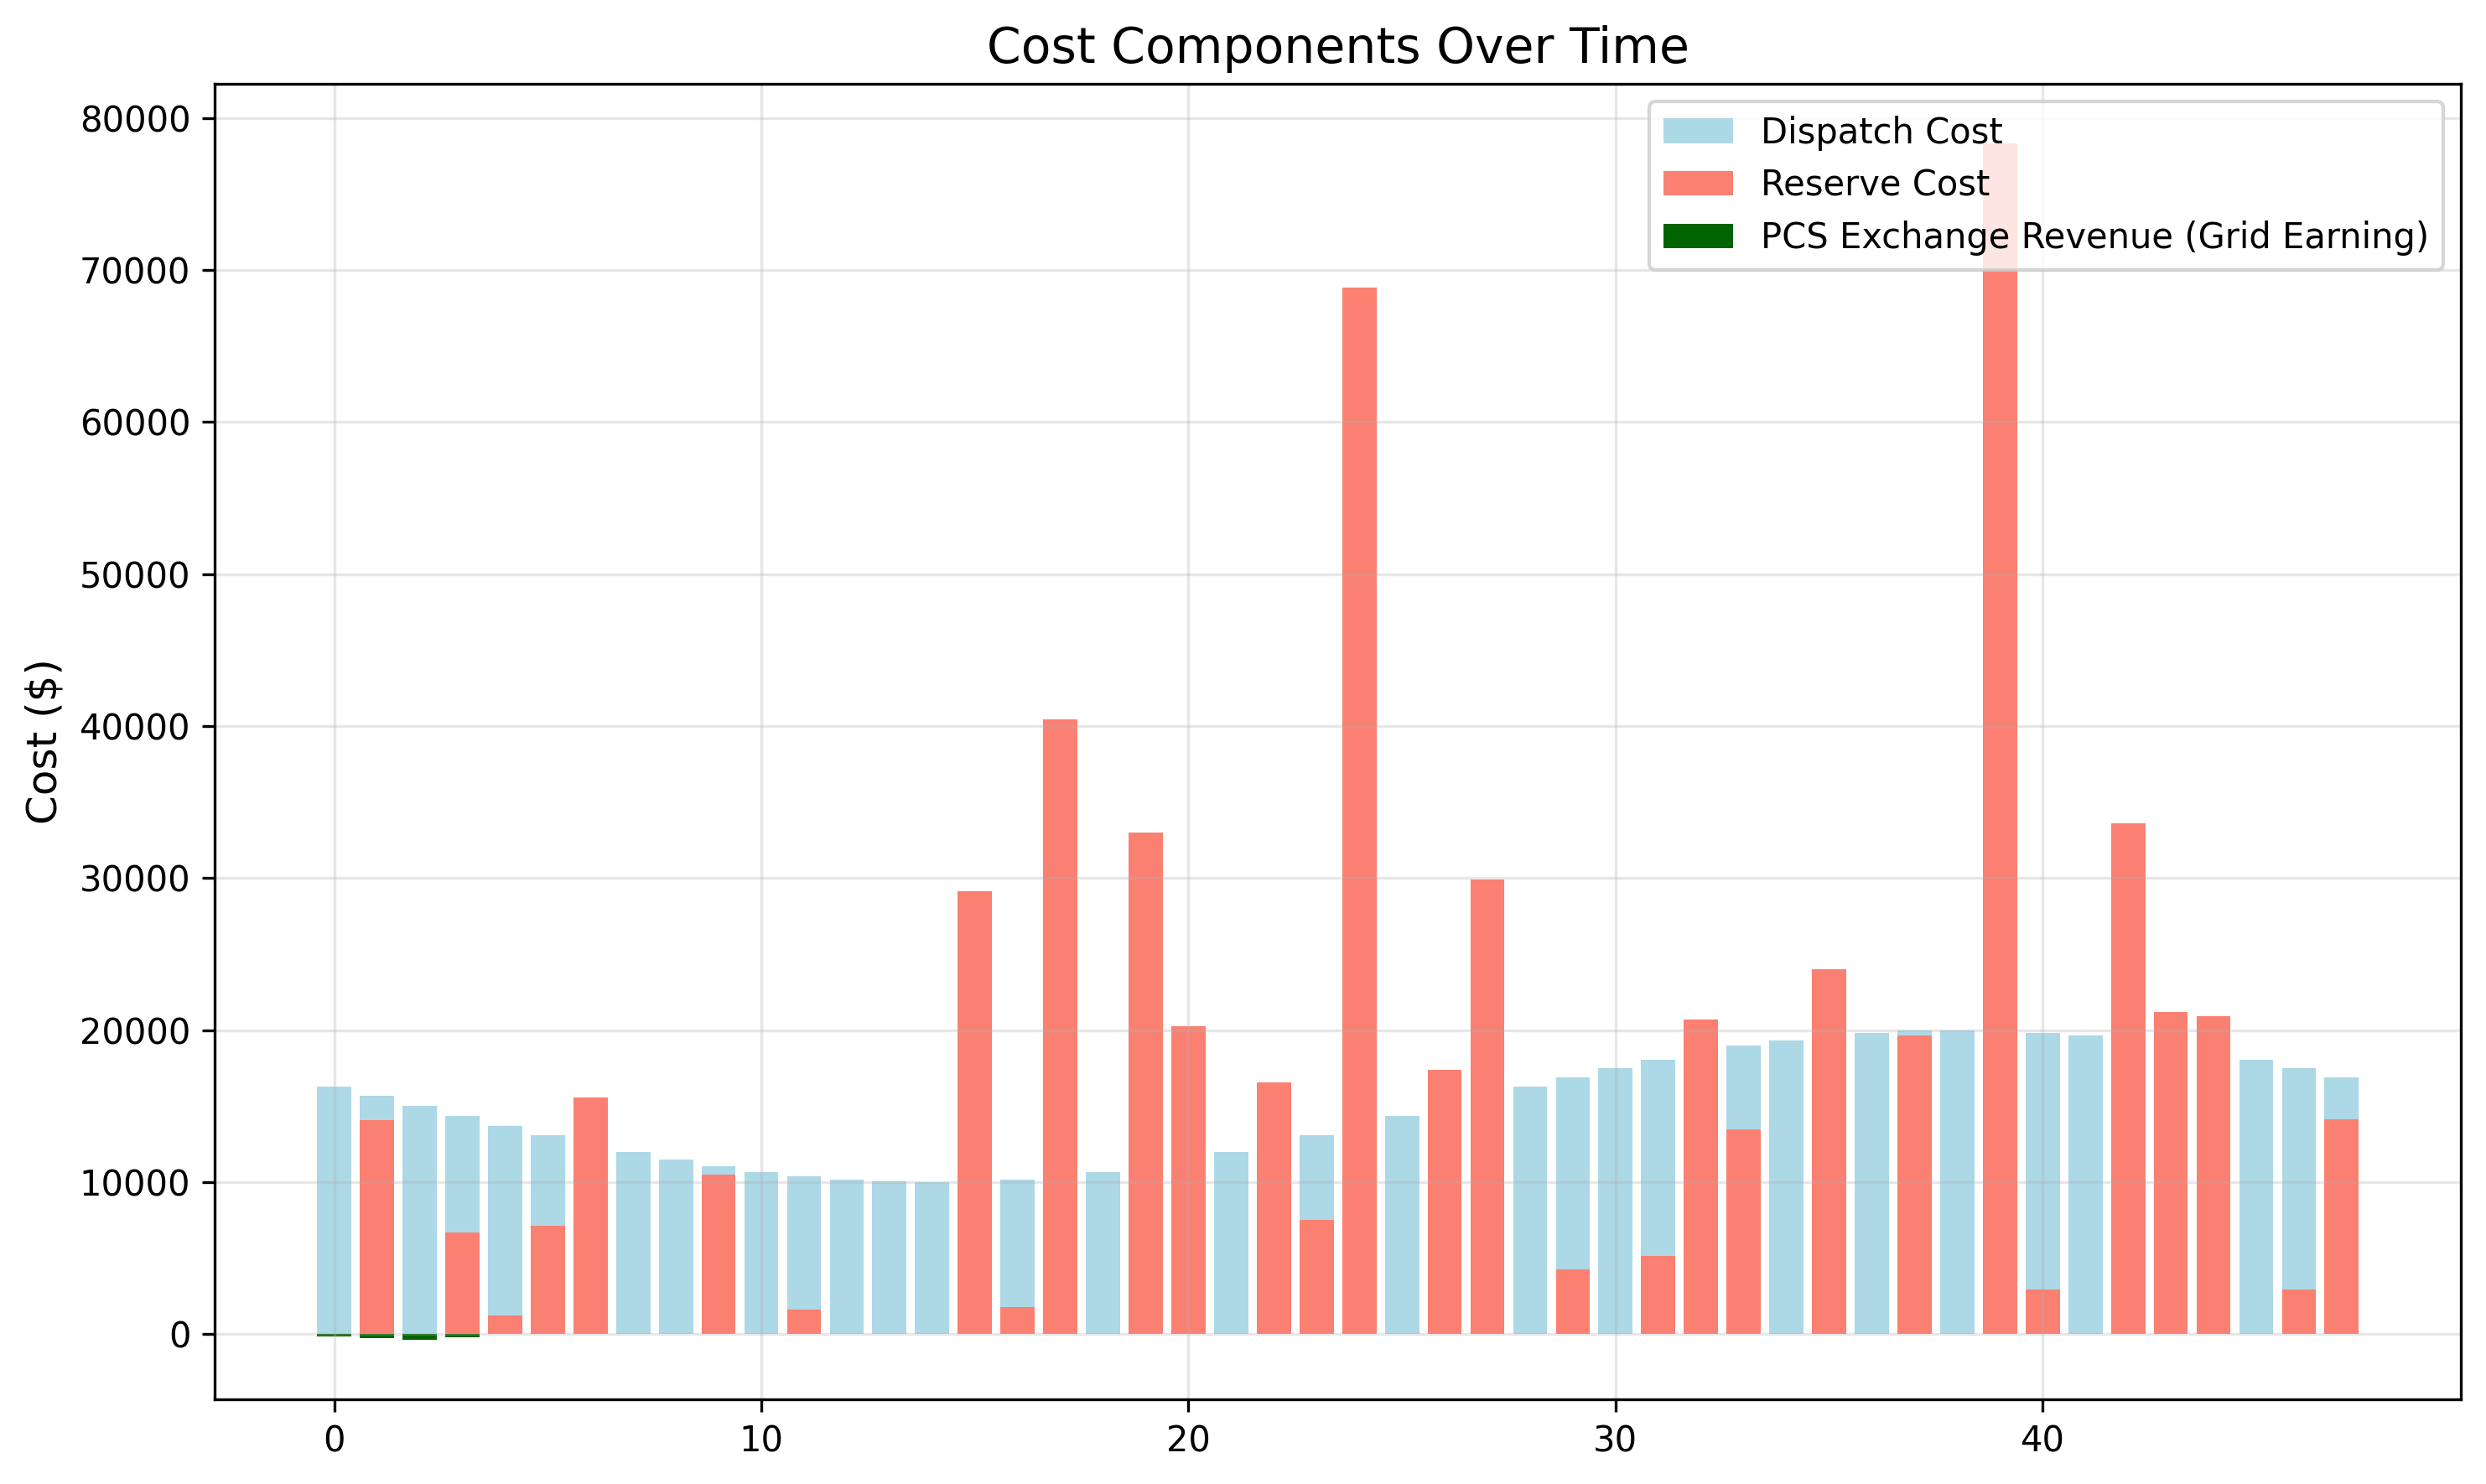 Cost Components Over Time
Dispatch Cost
Reserve Cost
PCS Exchange Revenue (Grid Earning)
Cost ($)
80000
70000
60000
50000
40000
30000
20000
10000
0
0 10 20 30 40